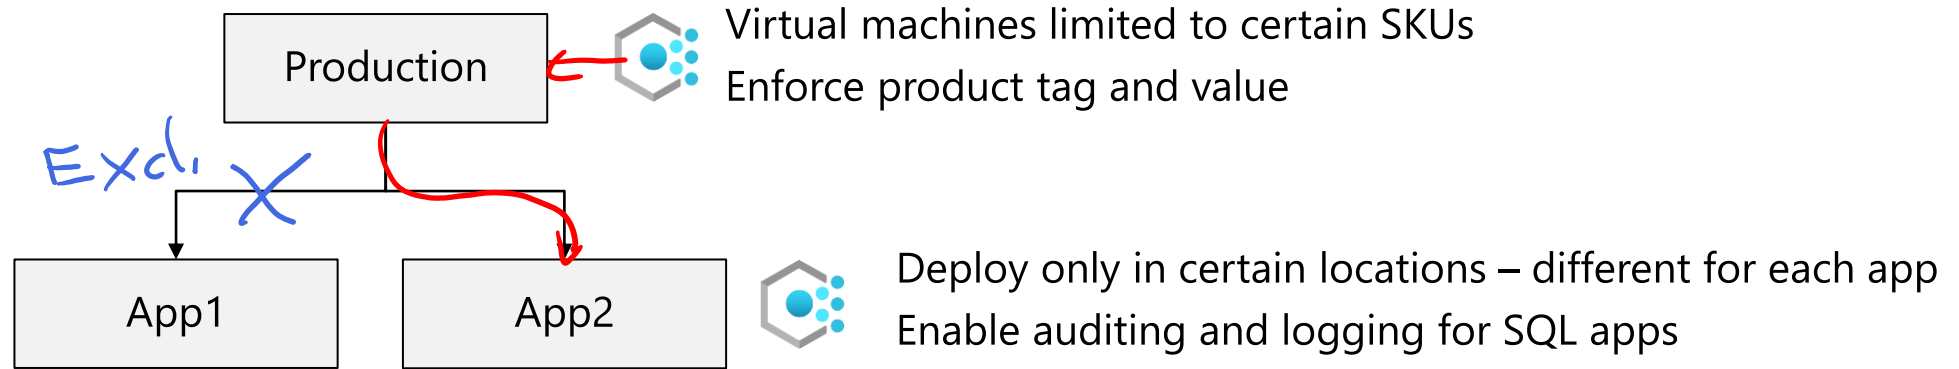 Virtual machines limited to certain SKUs
Production
Enforce product tag and value
Excl.
Deploy only in certain locations – different for each app
App1
App2
Enable auditing and logging for SQL apps